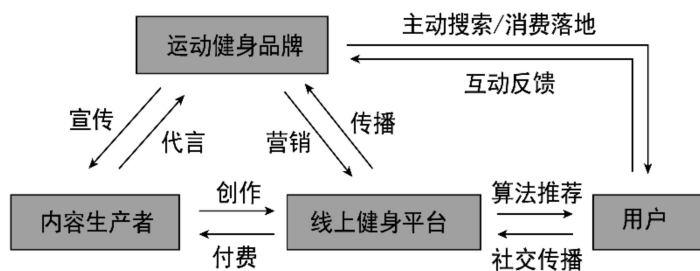 主动搜索/消费落地
运动健身品牌
互动反馈
宣传
代言
营销
传播
内容生产者
创作
付费
线上健身平台
算法推荐
社交传播
用户